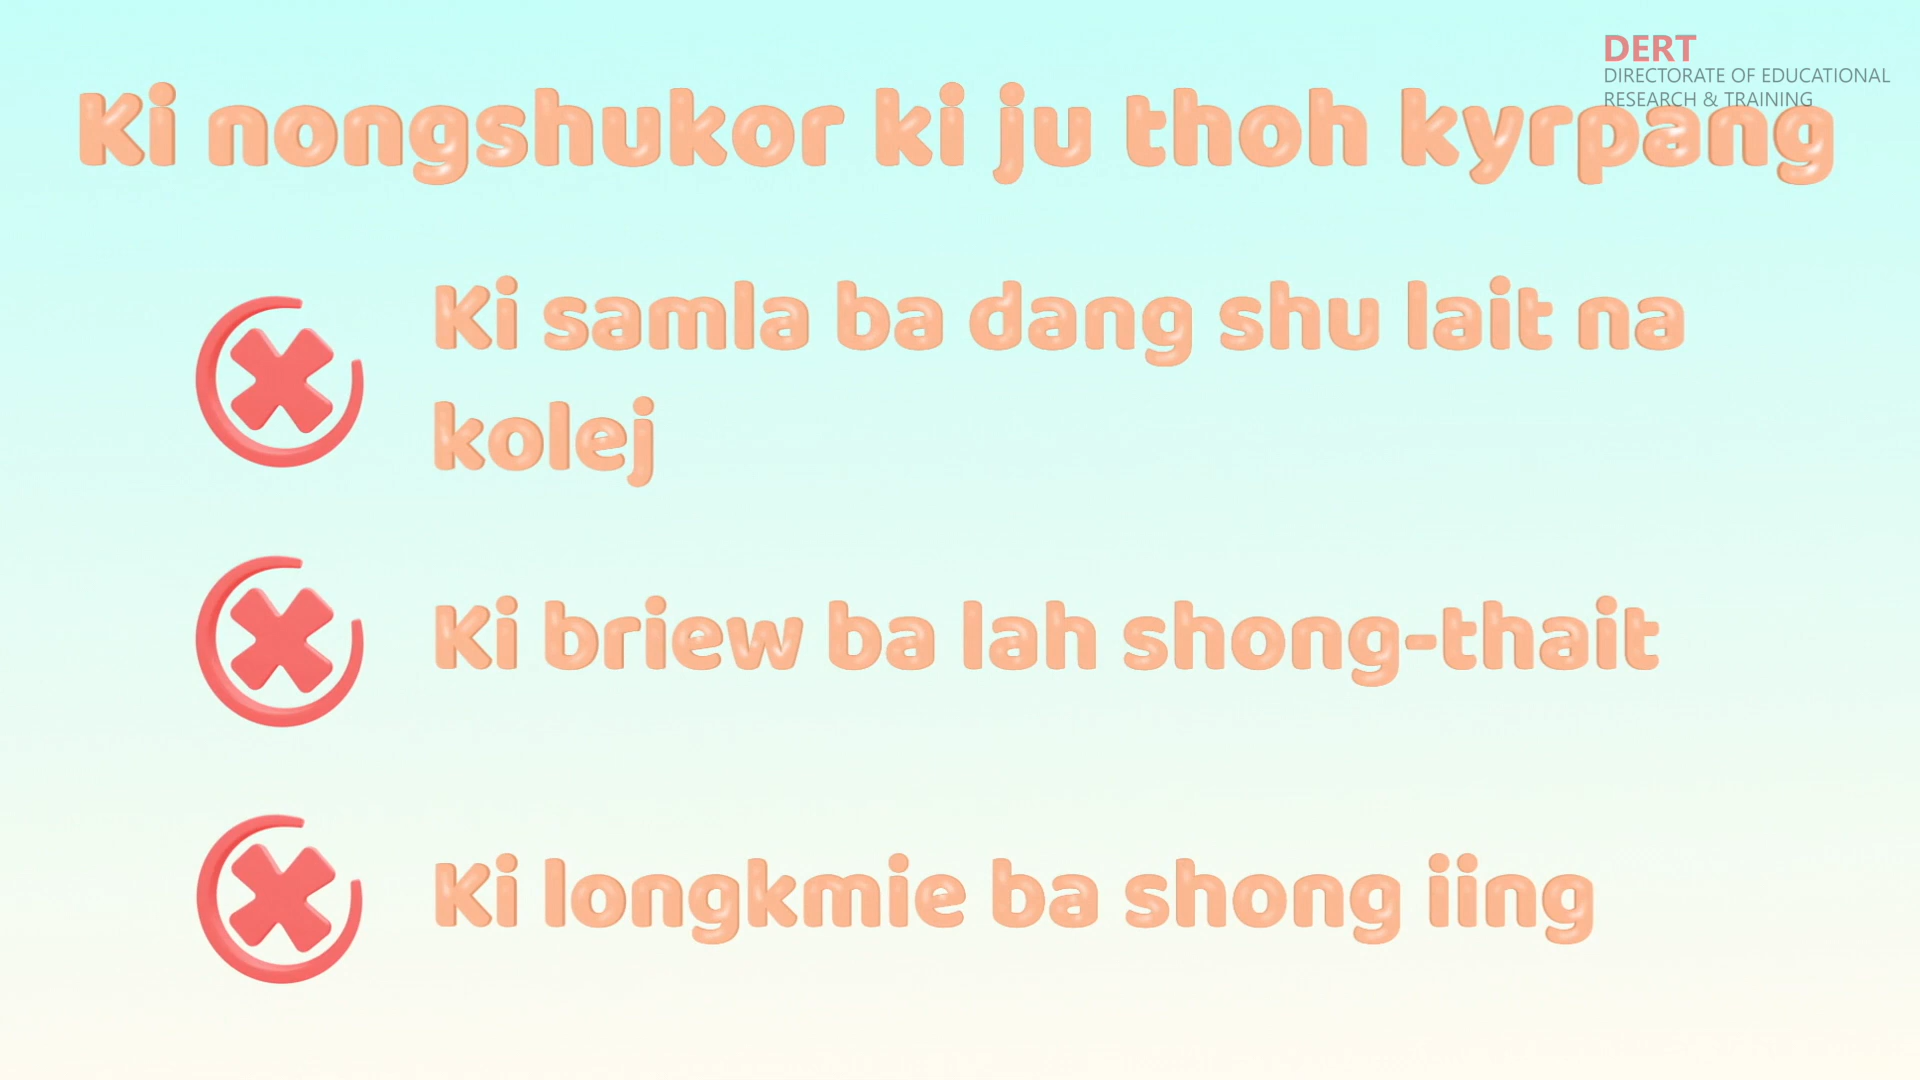 DERT
DIRECTORATE OF EDUCATIONAL
RESEARCH & TRAINING
Ki nongshukor ki ju thoh kyrpang
Ki samla ba dang shu lait na
kolej
Ki briew ba lah shong-thait
Ki longkmie ba shong iing